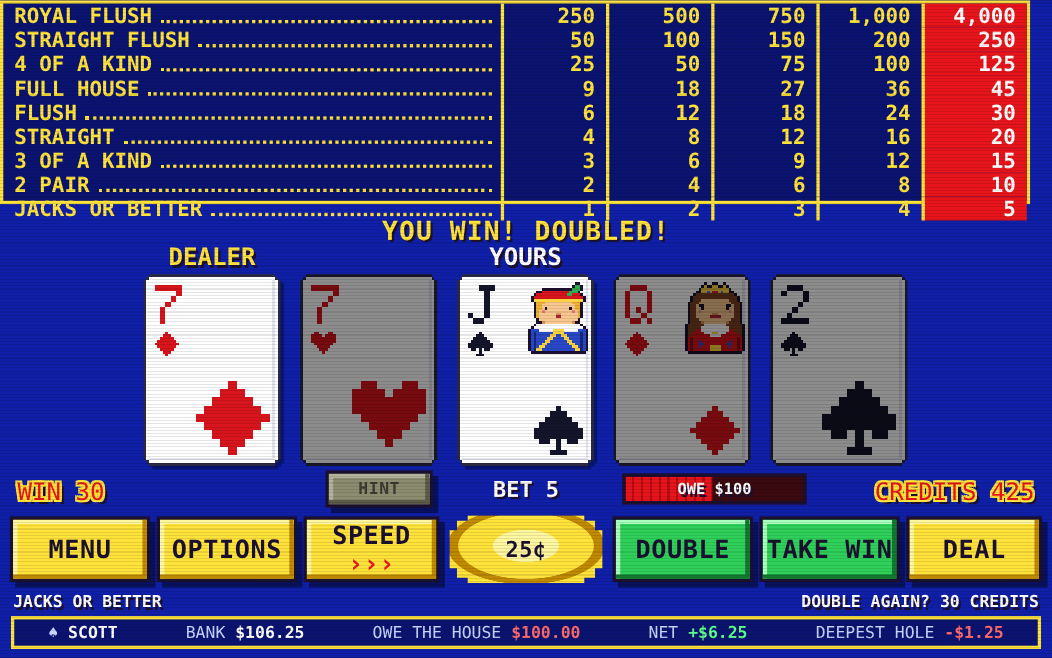 ROYAL FLUSH 250 500 750 1,000 4,000
STRAIGHT FLUSH 50 100 150 200 250
4 OF A KIND 25 50 75 100 125
FULL HOUSE 9 18 27 36 45
FLUSH 6 12 18 24 30
STRAIGHT 4 8 12 16 20
3 OF A KIND 3 6 9 12 15
2 PAIR 2 4 6 8 10
JACKS OR BETTER 1 2 3 4 5
YOU WIN! DOUBLED!
DEALER YOURS
7 7 J Q 2
WIN 30 HINT BET 5 OWE $100 CREDITS 425
MENU OPTIONS SPEED ››› 25¢ DOUBLE TAKE WIN DEAL
JACKS OR BETTER DOUBLE AGAIN? 30 CREDITS
♠ SCOTT BANK $106.25 OWE THE HOUSE $100.00 NET +$6.25 DEEPEST HOLE -$1.25